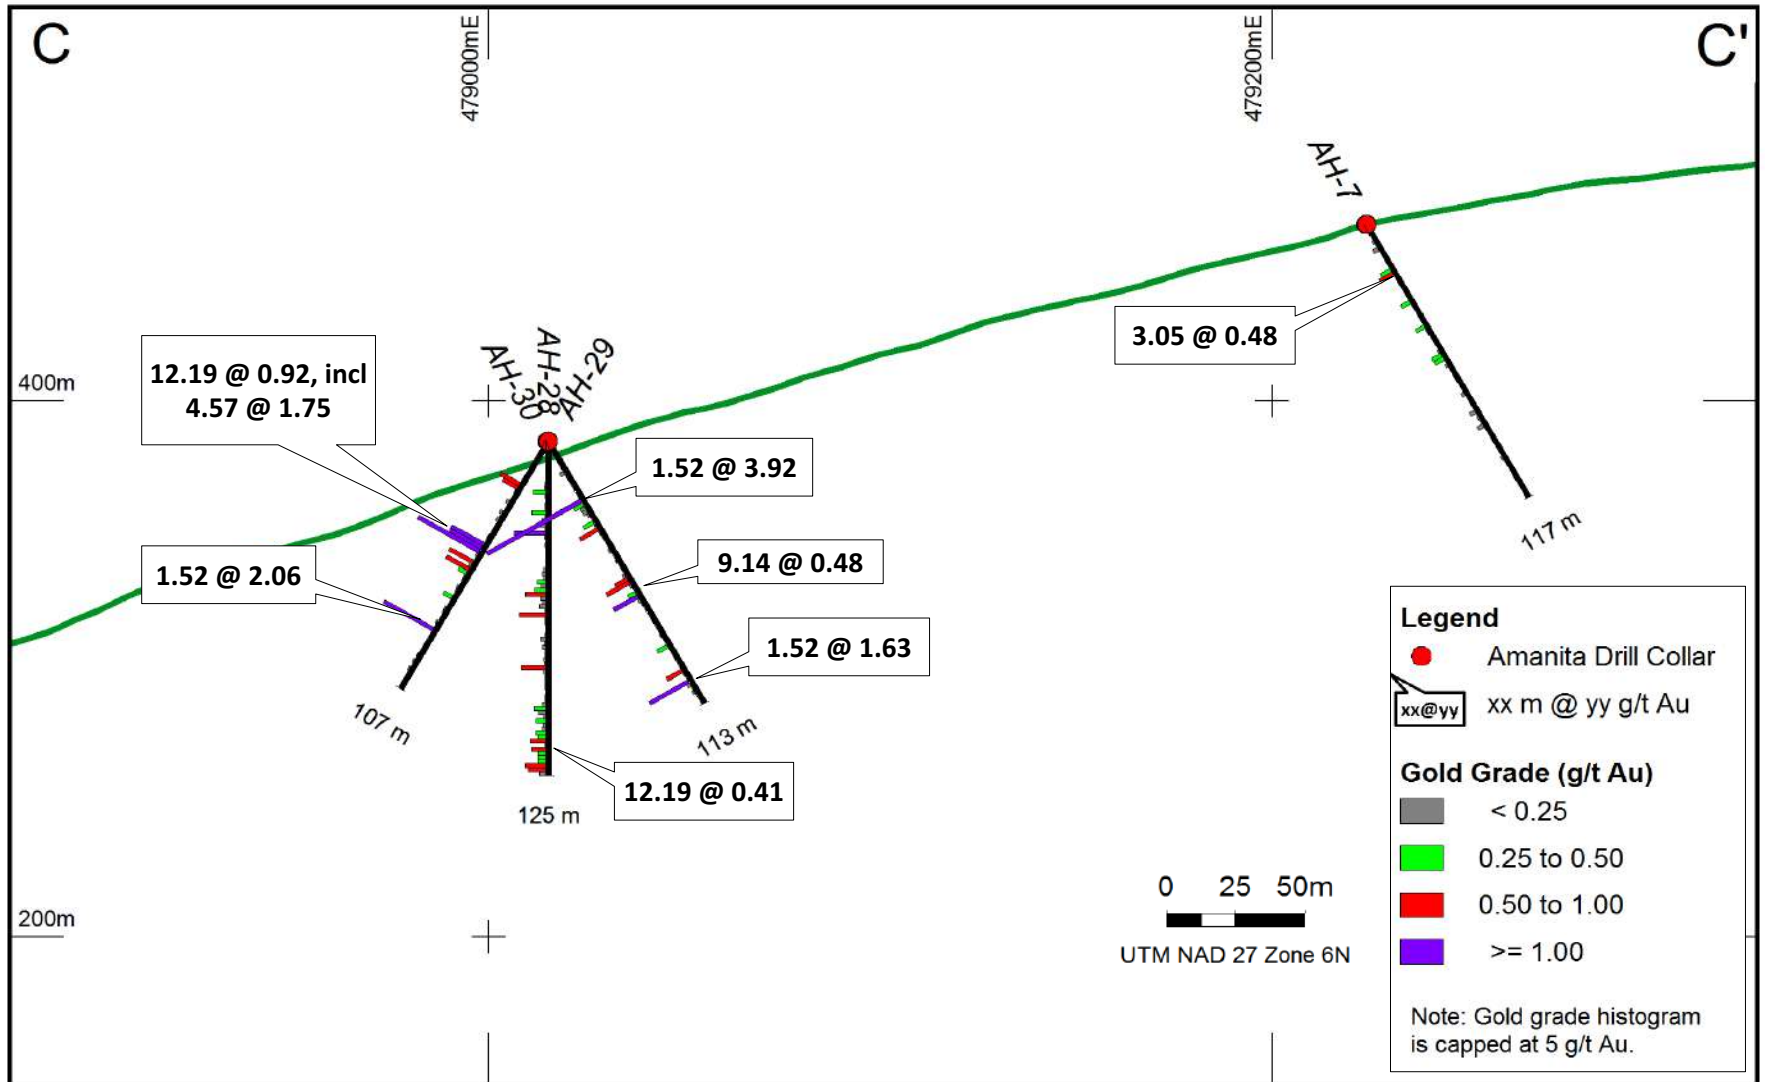 C
479000mE
479200mE
C'
AH-7
AH-30
AH-28
AH-29
400m
12.19 @ 0.92, incl
4.57 @ 1.75
3.05 @ 0.48
1.52 @ 3.92
1.52 @ 2.06
9.14 @ 0.48
117 m
1.52 @ 1.63
107 m
113 m
12.19 @ 0.41
125 m
200m
0 25 50m
UTM NAD 27 Zone 6N
Legend
Amanita Drill Collar
xx@yy xx m @ yy g/t Au
Gold Grade (g/t Au)
< 0.25
0.25 to 0.50
0.50 to 1.00
>= 1.00
Note: Gold grade histogram
is capped at 5 g/t Au.